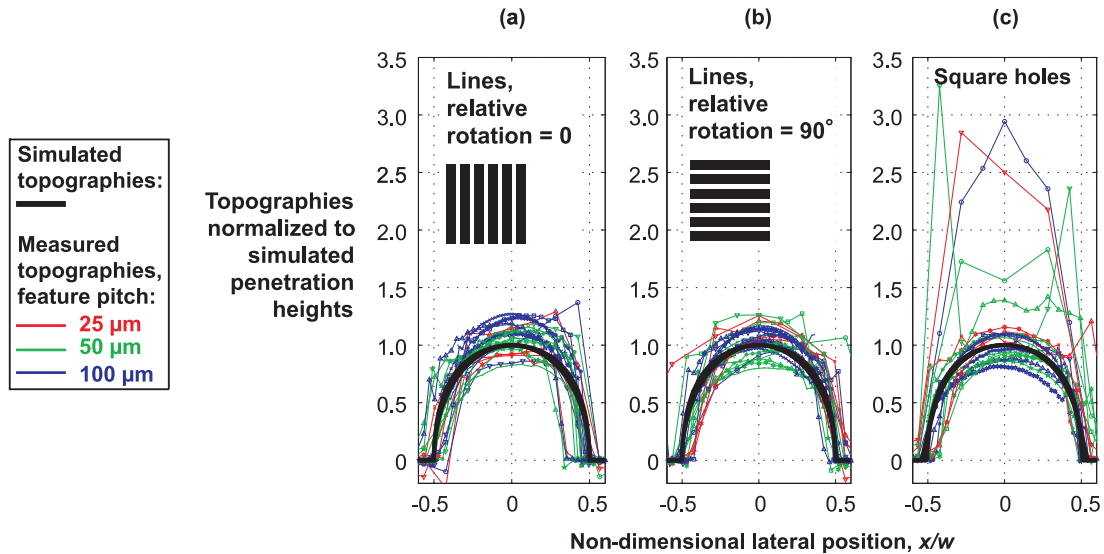 (a)
(b)
(c)
Simulated
topographies:
Measured
topographies,
feature pitch:
25 µm
50 µm
100 µm
Topographies
normalized to
simulated
penetration
heights
3.5
3.0
2.5
2.0
1.5
1.0
0.5
0
-0.5
0
0.5
Lines,
relative
rotation = 0
3.5
3.0
2.5
2.0
1.5
1.0
0.5
0
-0.5
0
0.5
Lines,
relative
rotation = 90°
3.5
3.0
2.5
2.0
1.5
1.0
0.5
0
-0.5
0
0.5
Square holes
Non-dimensional lateral position, x/w